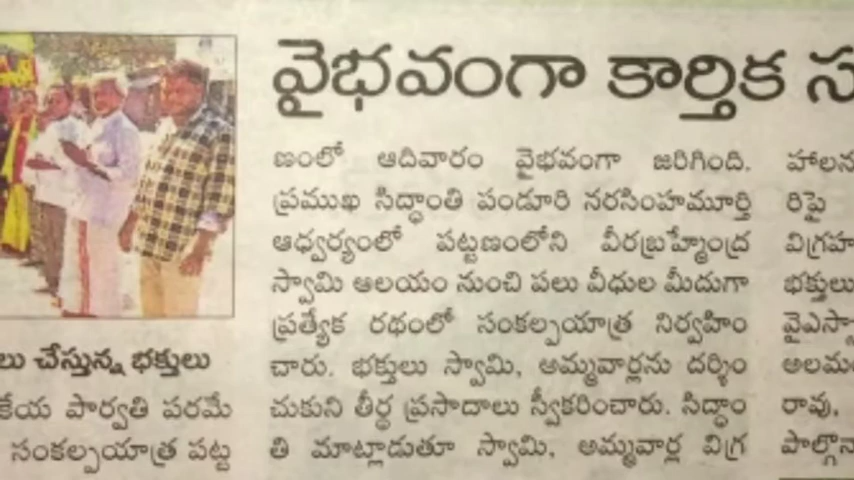 వైభవంగా కార్తిక
లు చేస్తున్న భక్తులు
కేయ పార్వతి పరమే
సంకల్పయాత్ర పట్ట
ణంలో ఆదివారం వైభవంగా జరిగింది.
ప్రముఖ సిద్ధాంతి పండూరి నరసింహమూర్తి
ఆధ్వర్యంలో పట్టణంలోని వీరబ్రహ్మేంద్ర
స్వామి ఆలయం నుంచి పలు వీధుల మీదుగా
ప్రత్యేక రథంలో సంకల్పయాత్ర నిర్వహిం
చారు. భక్తులు స్వామి, అమ్మవార్లను దర్శిం
చుకుని తీర్థ ప్రసాదాలు స్వీకరించారు. సిద్ధాం
తి మాట్లాడుతూ స్వామి, అమ్మవార్ల విగ్ర
హాలన
రిపై
విగ్రహ
భక్తులు
వైఎస్సా
అలమ
రావు,
పాల్గొన